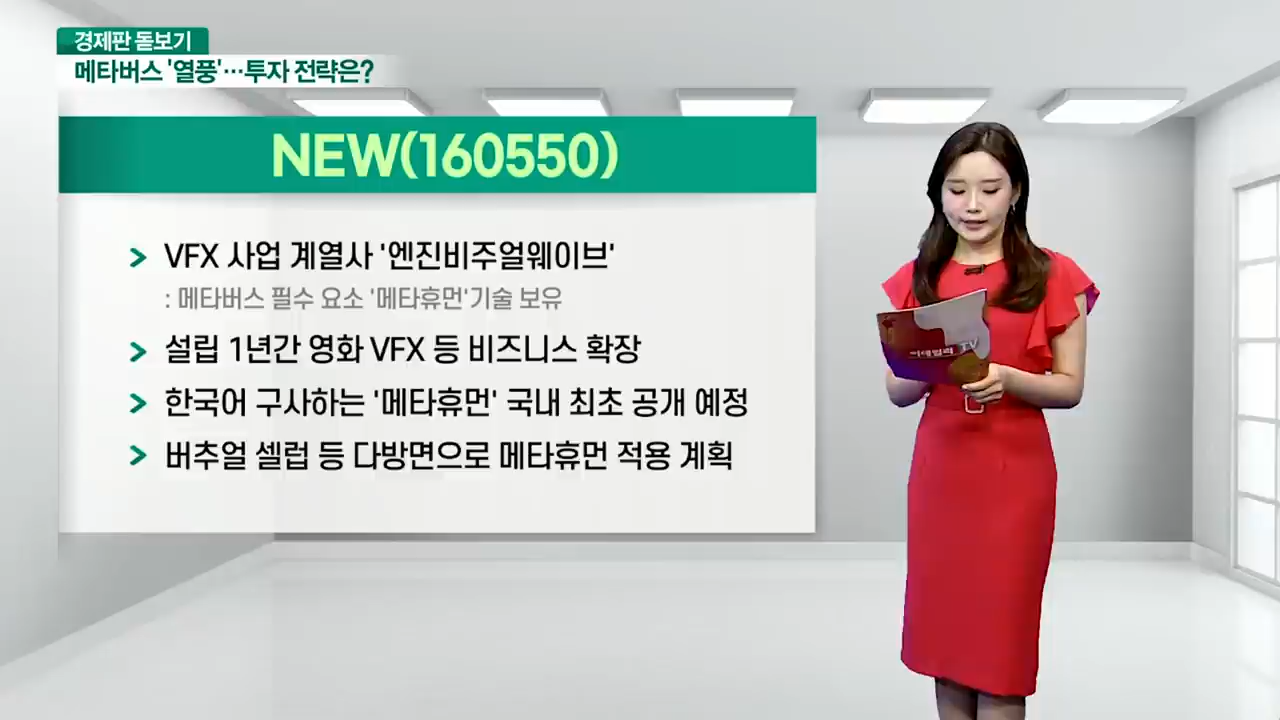 경제판 돋보기
메타버스 '열풍'…투자 전략은?
NEW(160550)
VFX 사업 계열사 '엔진비주얼웨이브'
: 메타버스 필수 요소 '메타휴먼'기술 보유
설립 1년간 영화 VFX 등 비즈니스 확장
한국어 구사하는 '메타휴먼' 국내 최초 공개 예정
버추얼 셀럽 등 다방면으로 메타휴먼 적용 계획
이데일리 TV